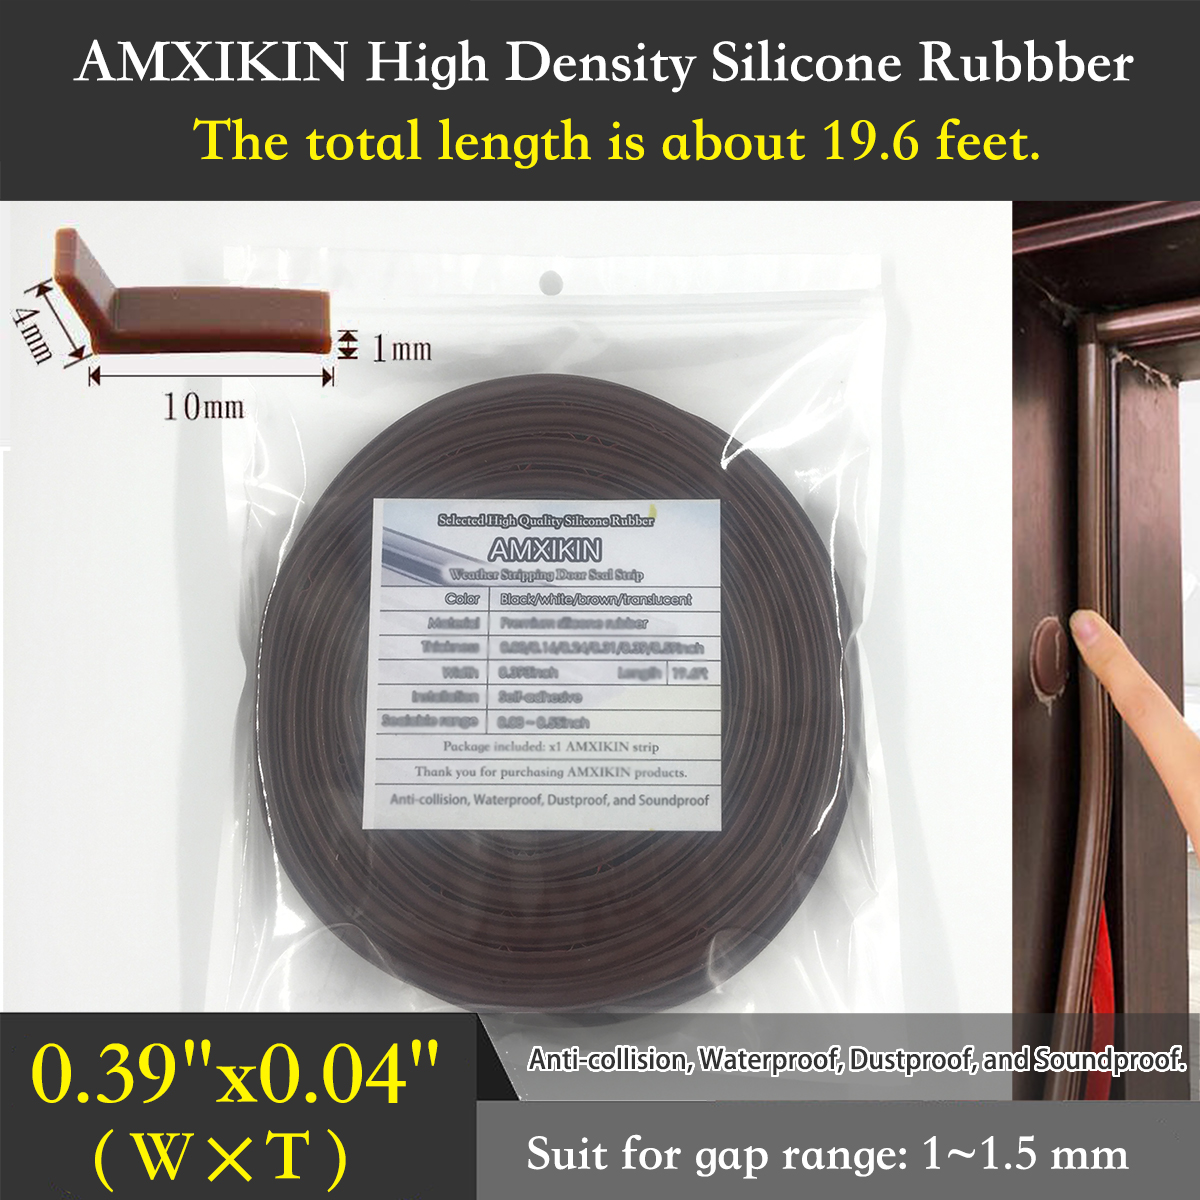 AMXIKIN High Density Silicone Rubbber
The total length is about 19.6 feet.
4mm
1mm
10mm
Selected High Quality Silicone Rubber
AMXIKIN
Weather Stripping Door Seal Strip
Color Black/white/brown/translucent
Material Premium silicone rubber
Thickness
Width 0.393inch Length 19.6ft
Installation Self-adhesive
Sealable range
Package included: x1 AMXIKIN strip
Thank you for purchasing AMXIKIN products.
Anti-collision, Waterproof, Dustproof, and Soundproof
0.39"x0.04"
(W×T)
Anti-collision, Waterproof, Dustproof, and Soundproof.
Suit for gap range: 1~1.5 mm